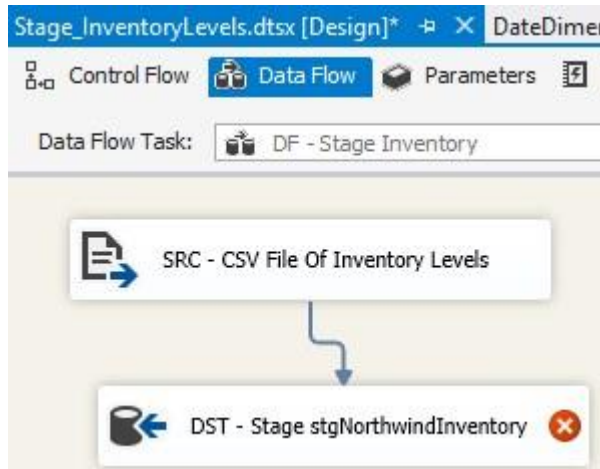 Stage_InventoryLevels.dtsx [Design]* DateDimen
Control Flow Data Flow Parameters
Data Flow Task: DF - Stage Inventory
SRC - CSV File Of Inventory Levels
DST - Stage stgNorthwindInventory